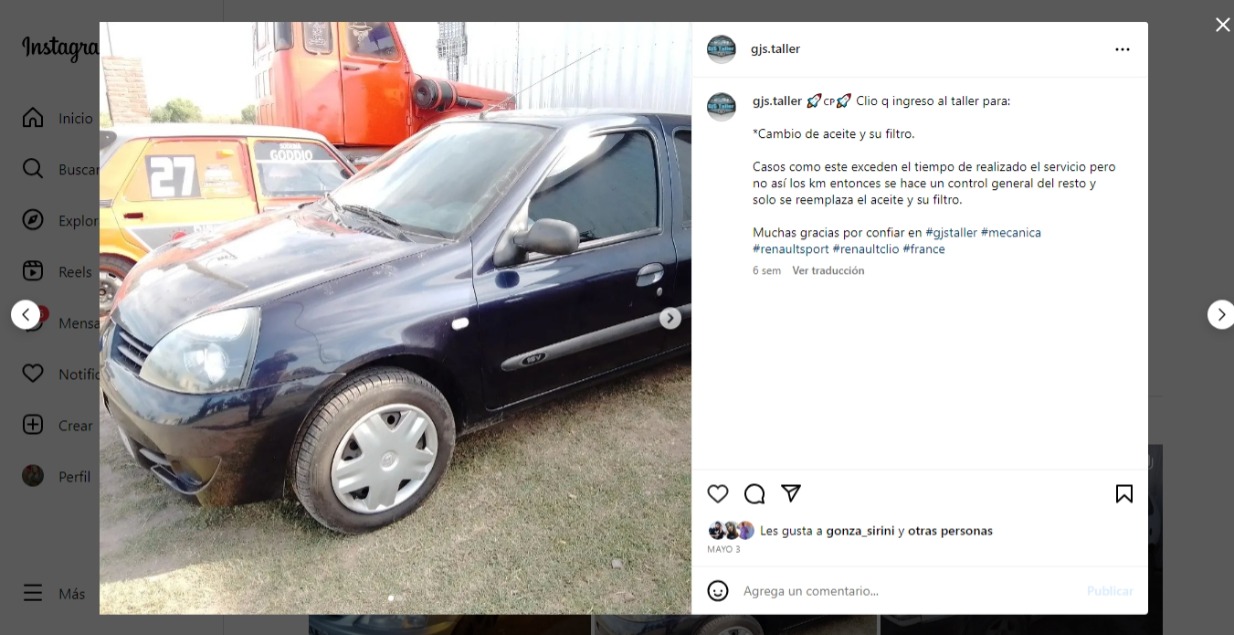 Instagra
Inicio
Buscar
Explor
Reels
Mensa
Notific
Crear
Perfil
Más
27
GODDIO
16V
gjs.taller
gjs.taller 🚀CP🚀 Clio q ingreso al taller para:
*Cambio de aceite y su filtro.
Casos como este exceden el tiempo de realizado el servicio pero
no así los km entonces se hace un control general del resto y
solo se reemplaza el aceite y su filtro.
Muchas gracias por confiar en #gjstaller #mecanica
#renaultsport #renaultclio #france
6 sem Ver traducción
Les gusta a gonza_sirini y otras personas
MAYO 3
Agrega un comentario...
Publicar